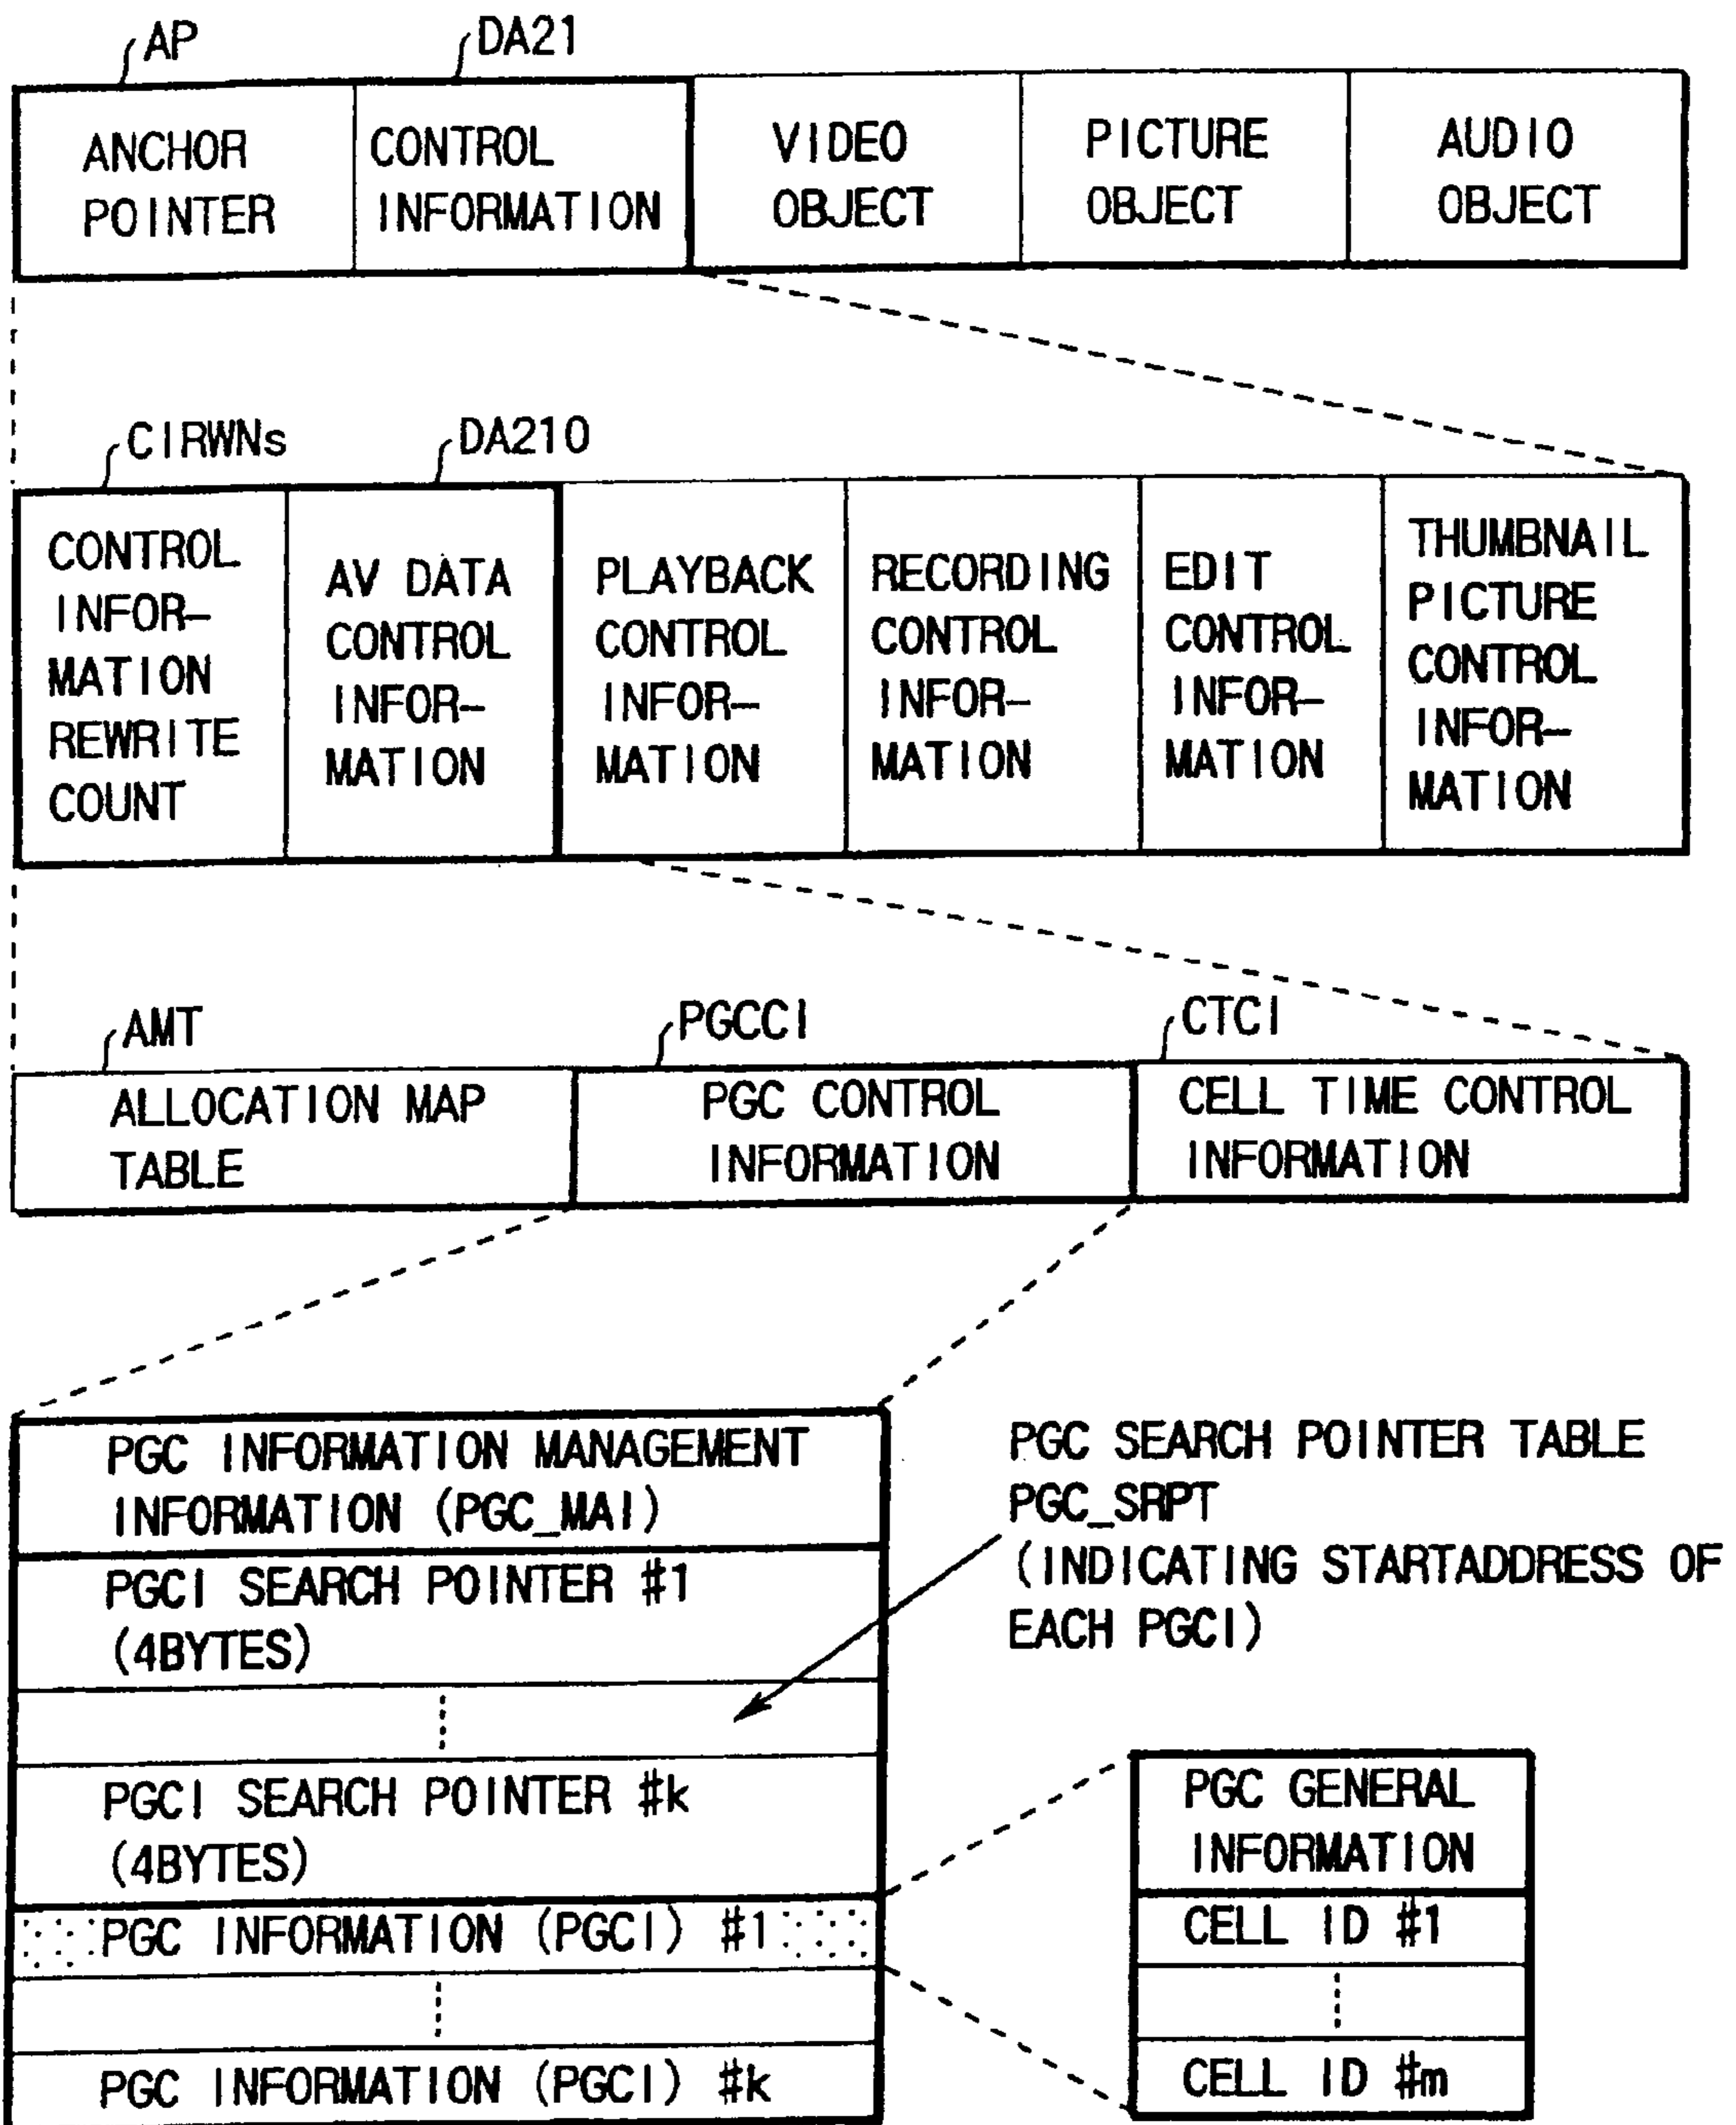 AP
DA21
ANCHOR
POINTER
CONTROL
INFORMATION
VIDEO
OBJECT
PICTURE
OBJECT
AUDIO
OBJECT
CIRWNs
DA210
CONTROL
INFOR-
MATION
REWRITE
COUNT
AV DATA
CONTROL
INFOR-
MATION
PLAYBACK
CONTROL
INFOR-
MATION
RECORDING
CONTROL
INFOR-
MATION
EDIT
CONTROL
INFOR-
MATION
THUMBNAIL
PICTURE
CONTROL
INFOR-
MATION
AMT
PGCCI
CTCI
ALLOCATION MAP
TABLE
PGC CONTROL
INFORMATION
CELL TIME CONTROL
INFORMATION
PGC INFORMATION MANAGEMENT
INFORMATION (PGC_MAI)
PGCI SEARCH POINTER #1
(4BYTES)
PGCI SEARCH POINTER #k
(4BYTES)
PGC INFORMATION (PGCI) #1
PGC INFORMATION (PGCI) #k
PGC SEARCH POINTER TABLE
PGC_SRPT
(INDICATING STARTADDRESS OF
EACH PGCI)
PGC GENERAL
INFORMATION
CELL ID #1
CELL ID #m